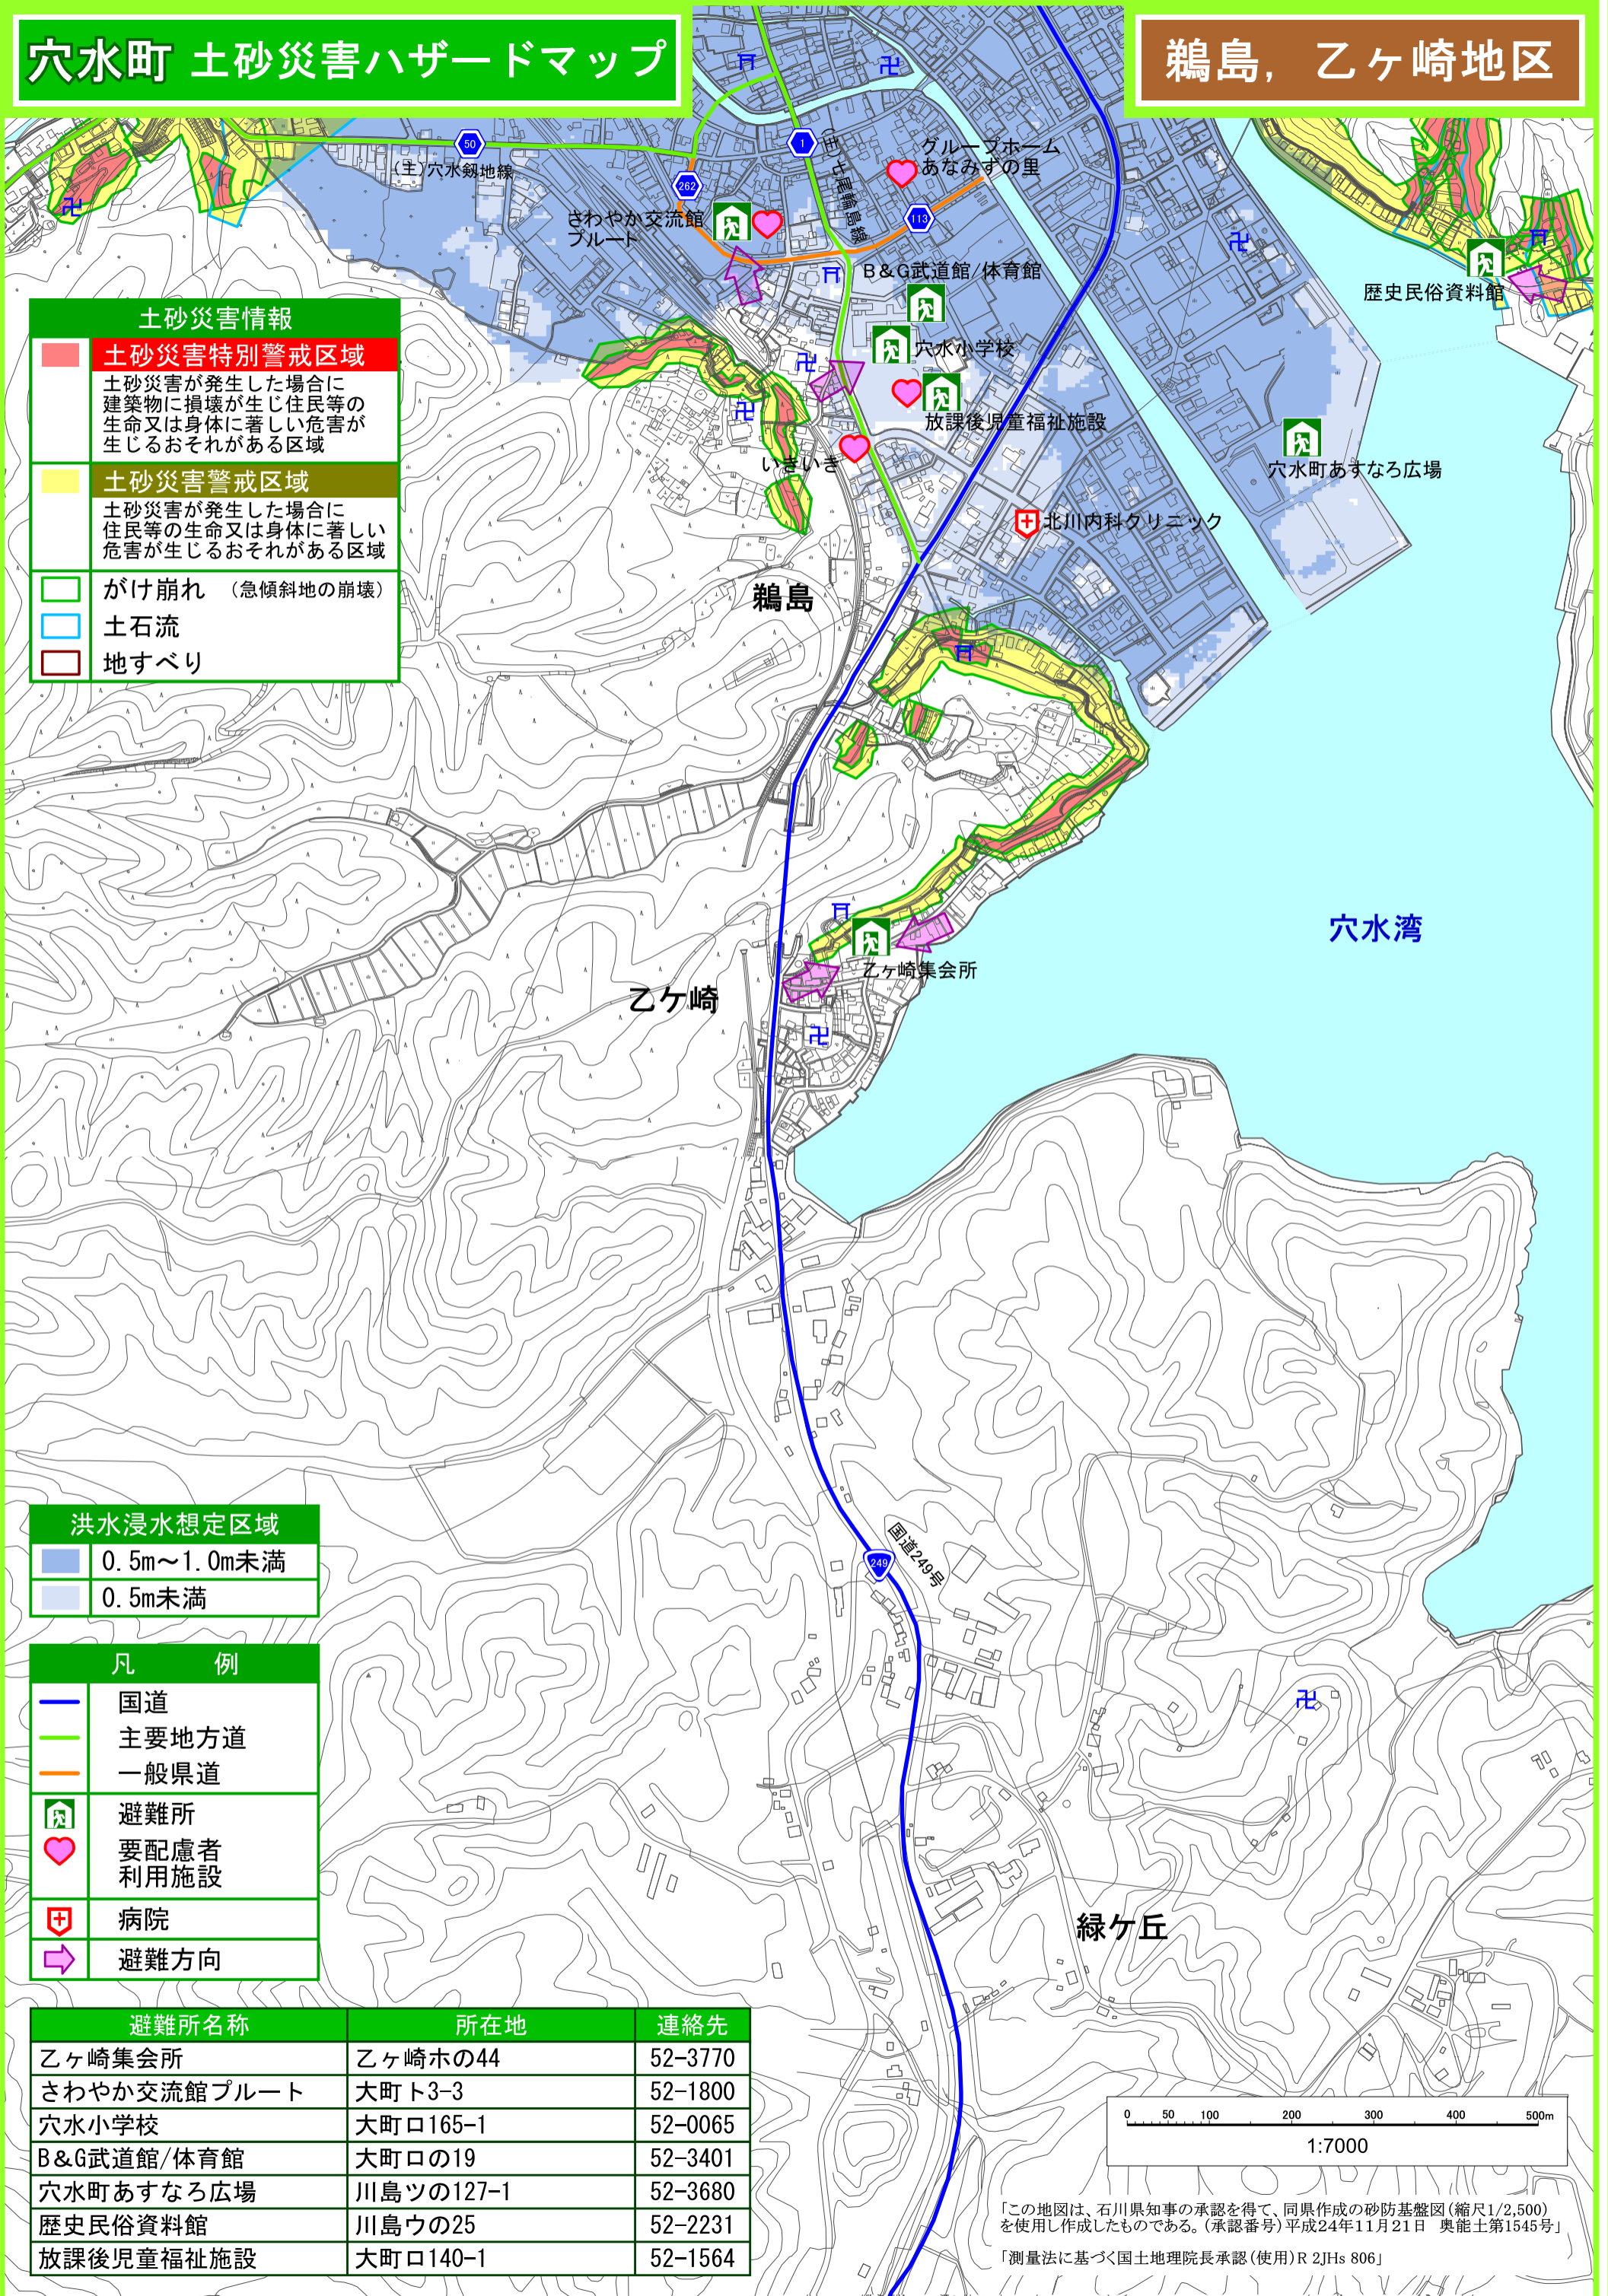 穴水町 土砂災害ハザードマップ
鵜島，乙ヶ崎地区
50
(主)穴水剱地線
1
(主)七尾輪島線
262
113
グループホーム
あなみずの里
さわやか交流館
プルート
B&G武道館/体育館
歴史民俗資料館
穴水小学校
放課後児童福祉施設
いきいき
穴水町あすなろ広場
北川内科クリニック
鵜島
土砂災害情報
土砂災害特別警戒区域
土砂災害が発生した場合に
建築物に損壊が生じ住民等の
生命又は身体に著しい危害が
生じるおそれがある区域
土砂災害警戒区域
土砂災害が発生した場合に
住民等の生命又は身体に著しい
危害が生じるおそれがある区域
がけ崩れ （急傾斜地の崩壊）
土石流
地すべり
穴水湾
乙ヶ崎集会所
乙ケ崎
国道249号
249
緑ケ丘
洪水浸水想定区域
0.5m～1.0m未満
0.5m未満
凡 例
国道
主要地方道
一般県道
避難所
要配慮者
利用施設
病院
避難方向
避難所名称 所在地 連絡先
乙ヶ崎集会所 乙ヶ崎ホの44 52-3770
さわやか交流館プルート 大町ト3-3 52-1800
穴水小学校 大町ロ165-1 52-0065
B&G武道館/体育館 大町ロの19 52-3401
穴水町あすなろ広場 川島ツの127-1 52-3680
歴史民俗資料館 川島ウの25 52-2231
放課後児童福祉施設 大町ロ140-1 52-1564
0 50 100 200 300 400 500m
1:7000
「この地図は、石川県知事の承認を得て、同県作成の砂防基盤図（縮尺1/2,500）
を使用し作成したものである。（承認番号）平成24年11月21日 奥能土第1545号」
「測量法に基づく国土地理院長承認（使用）R 2JHs 806」